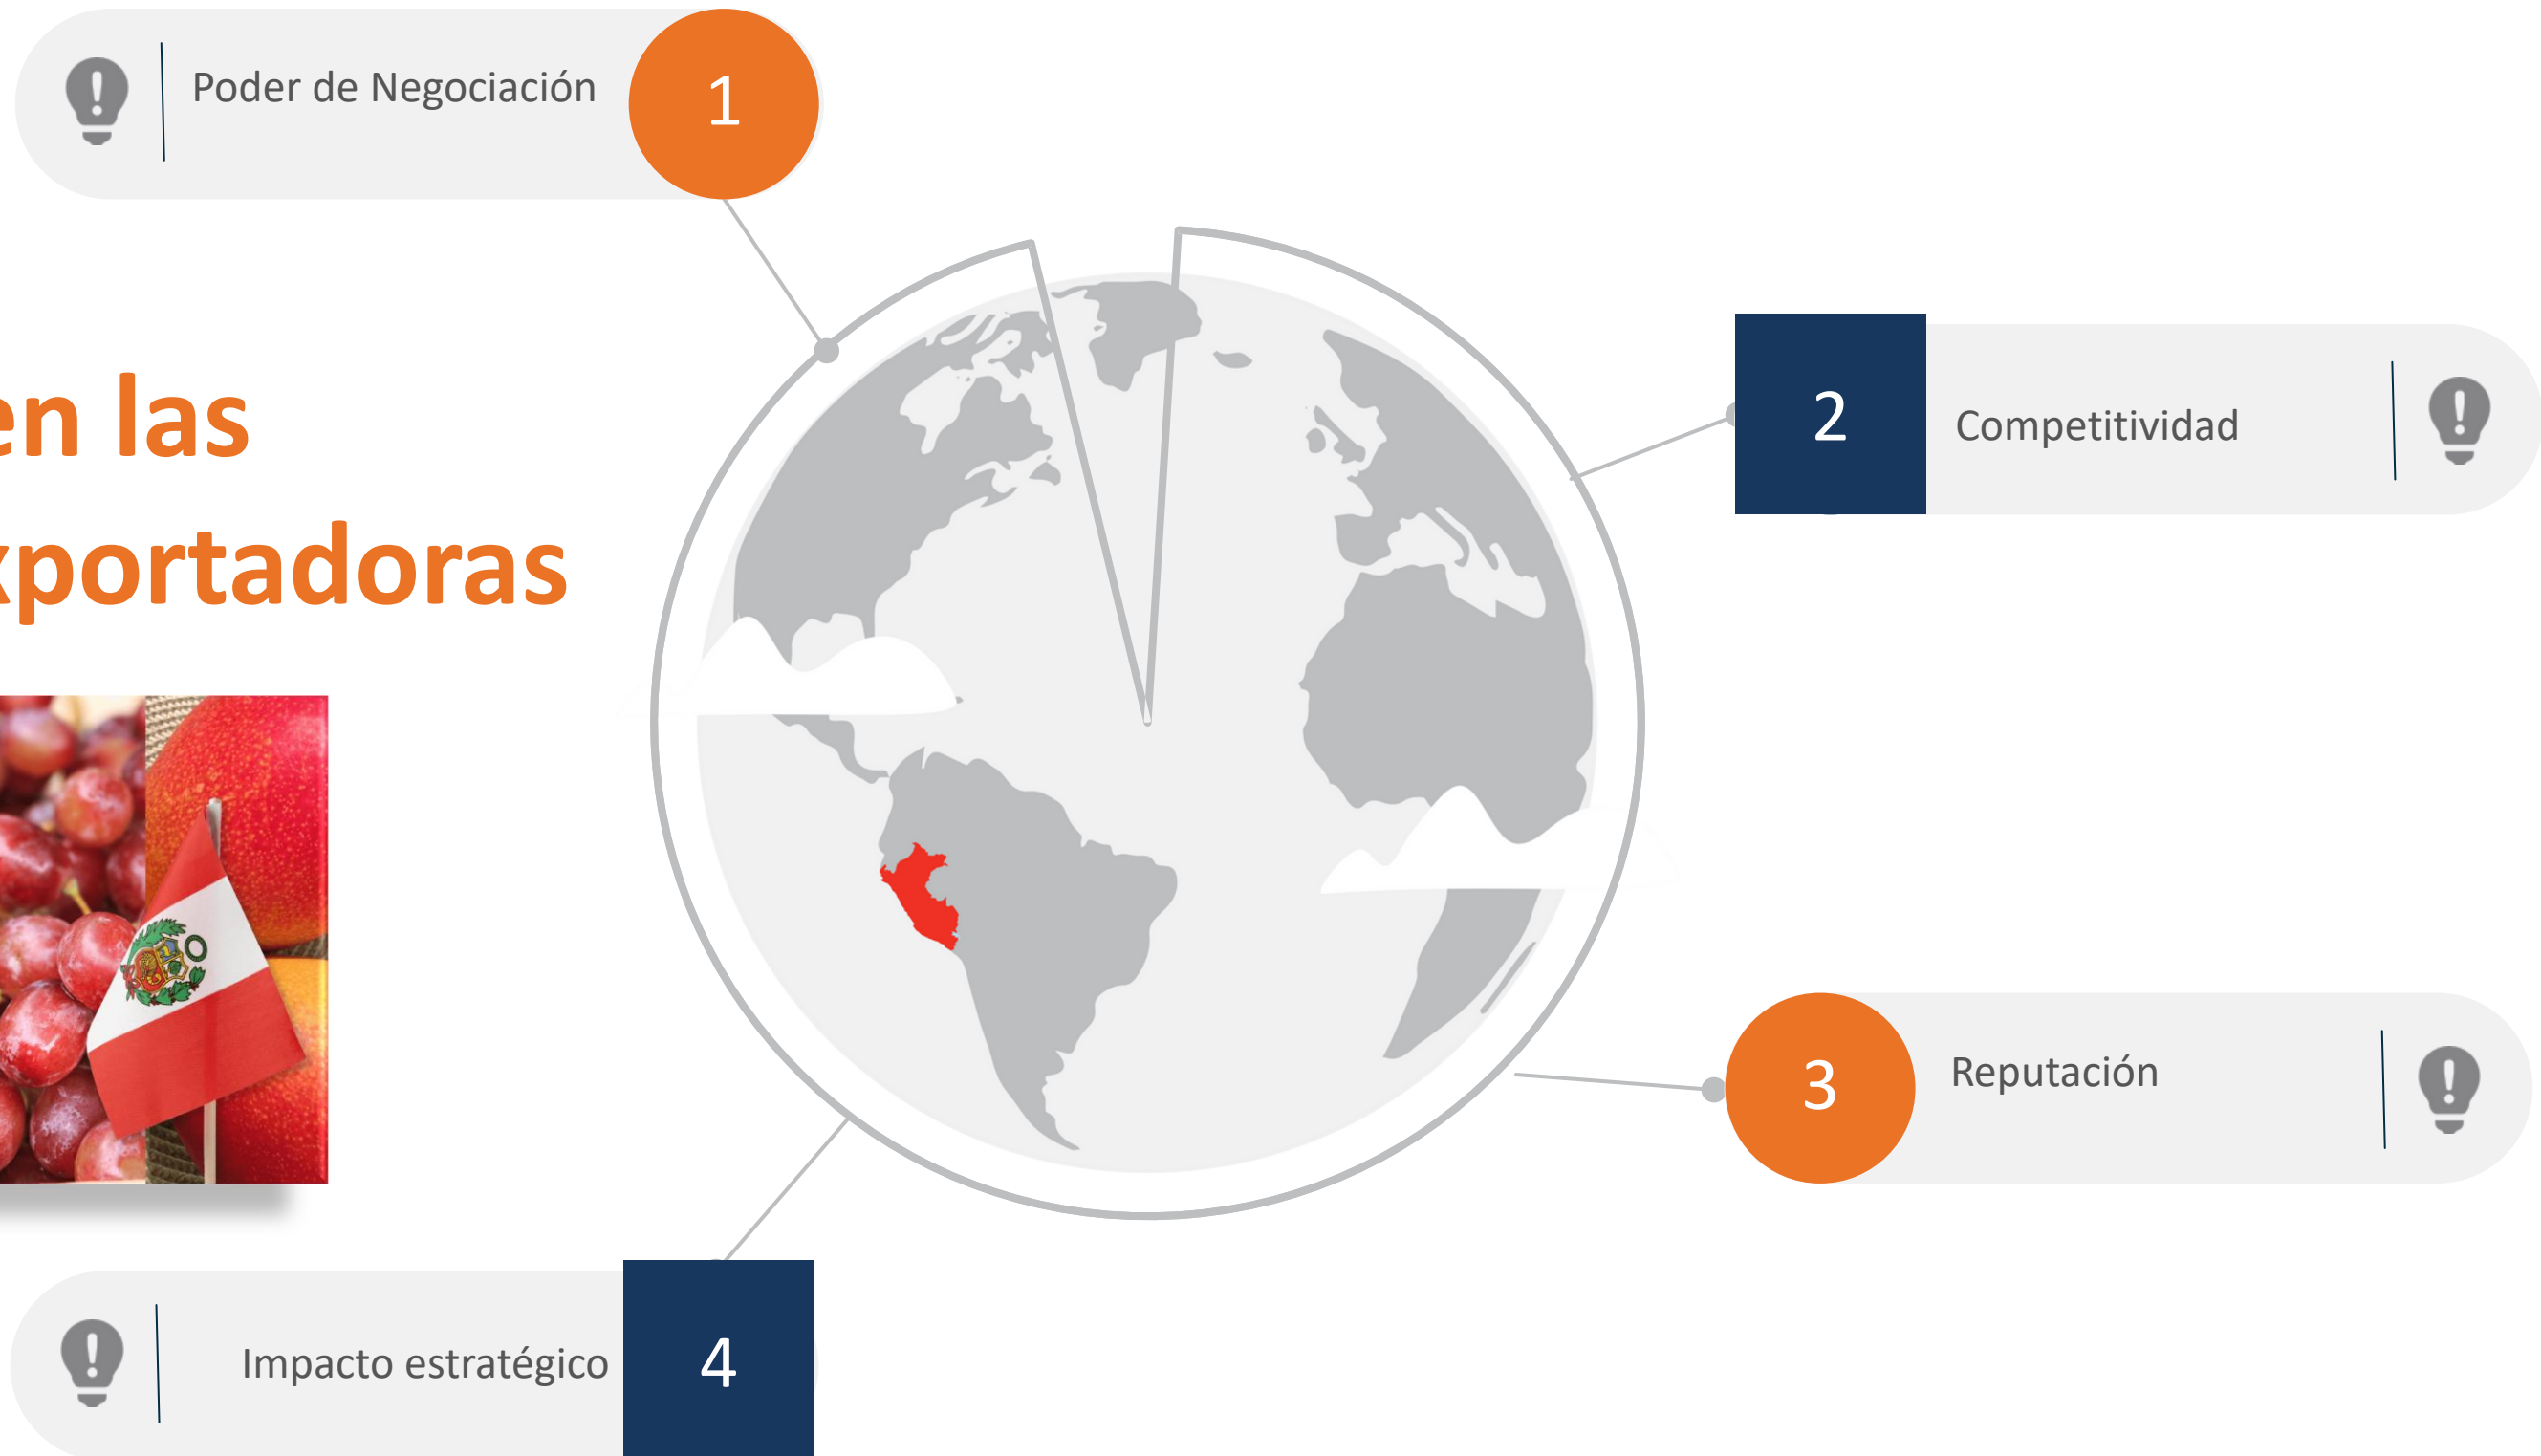 Poder de Negociación
1
en las
xportadoras
2
Competitividad
3
Reputación
Impacto estratégico
4